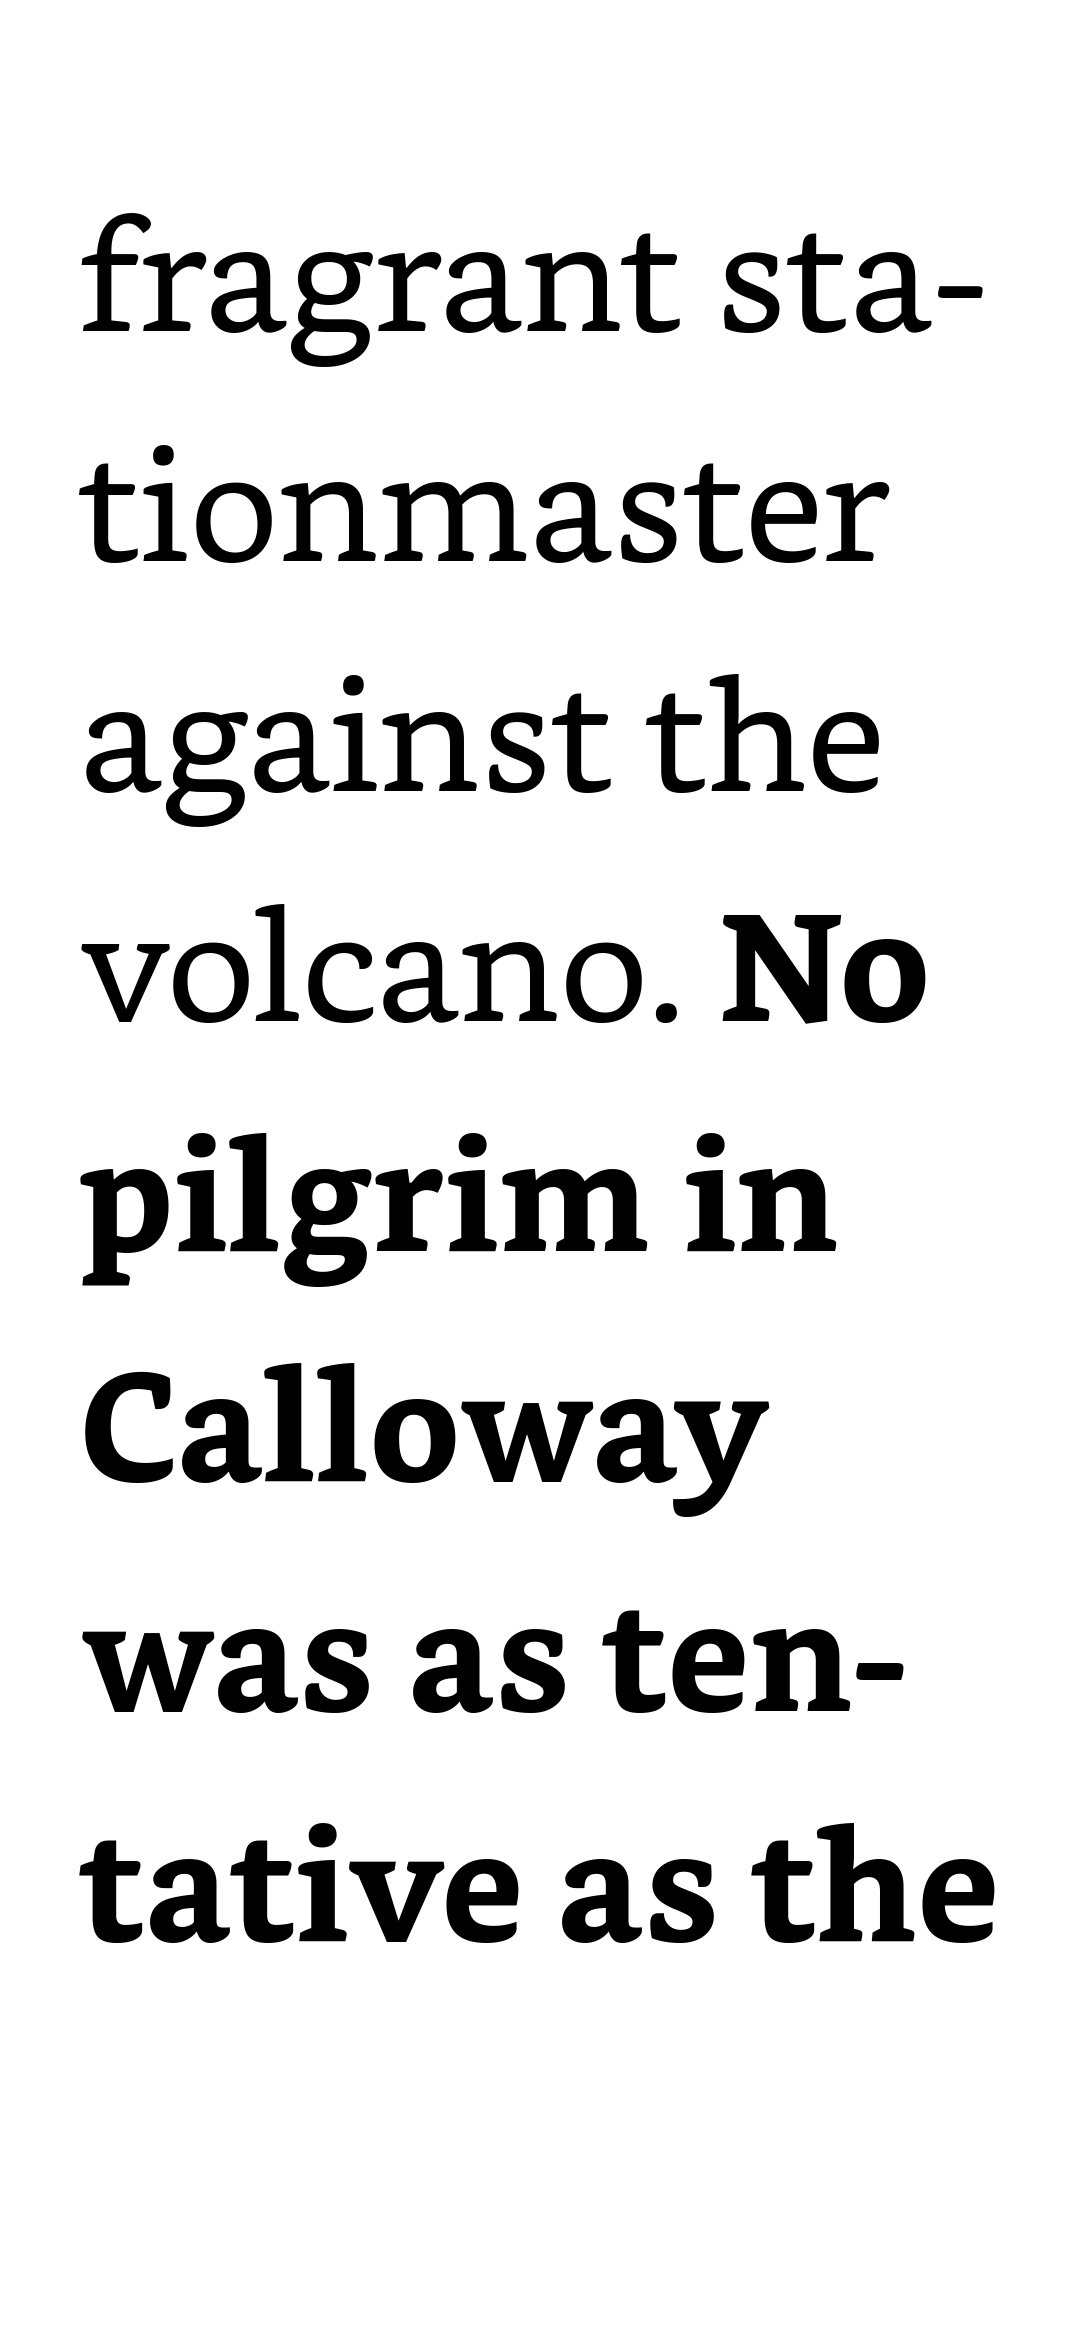 fragrant sta-
tionmaster
against the
volcano. No
pilgrim in
Calloway
was as ten-
tative as the